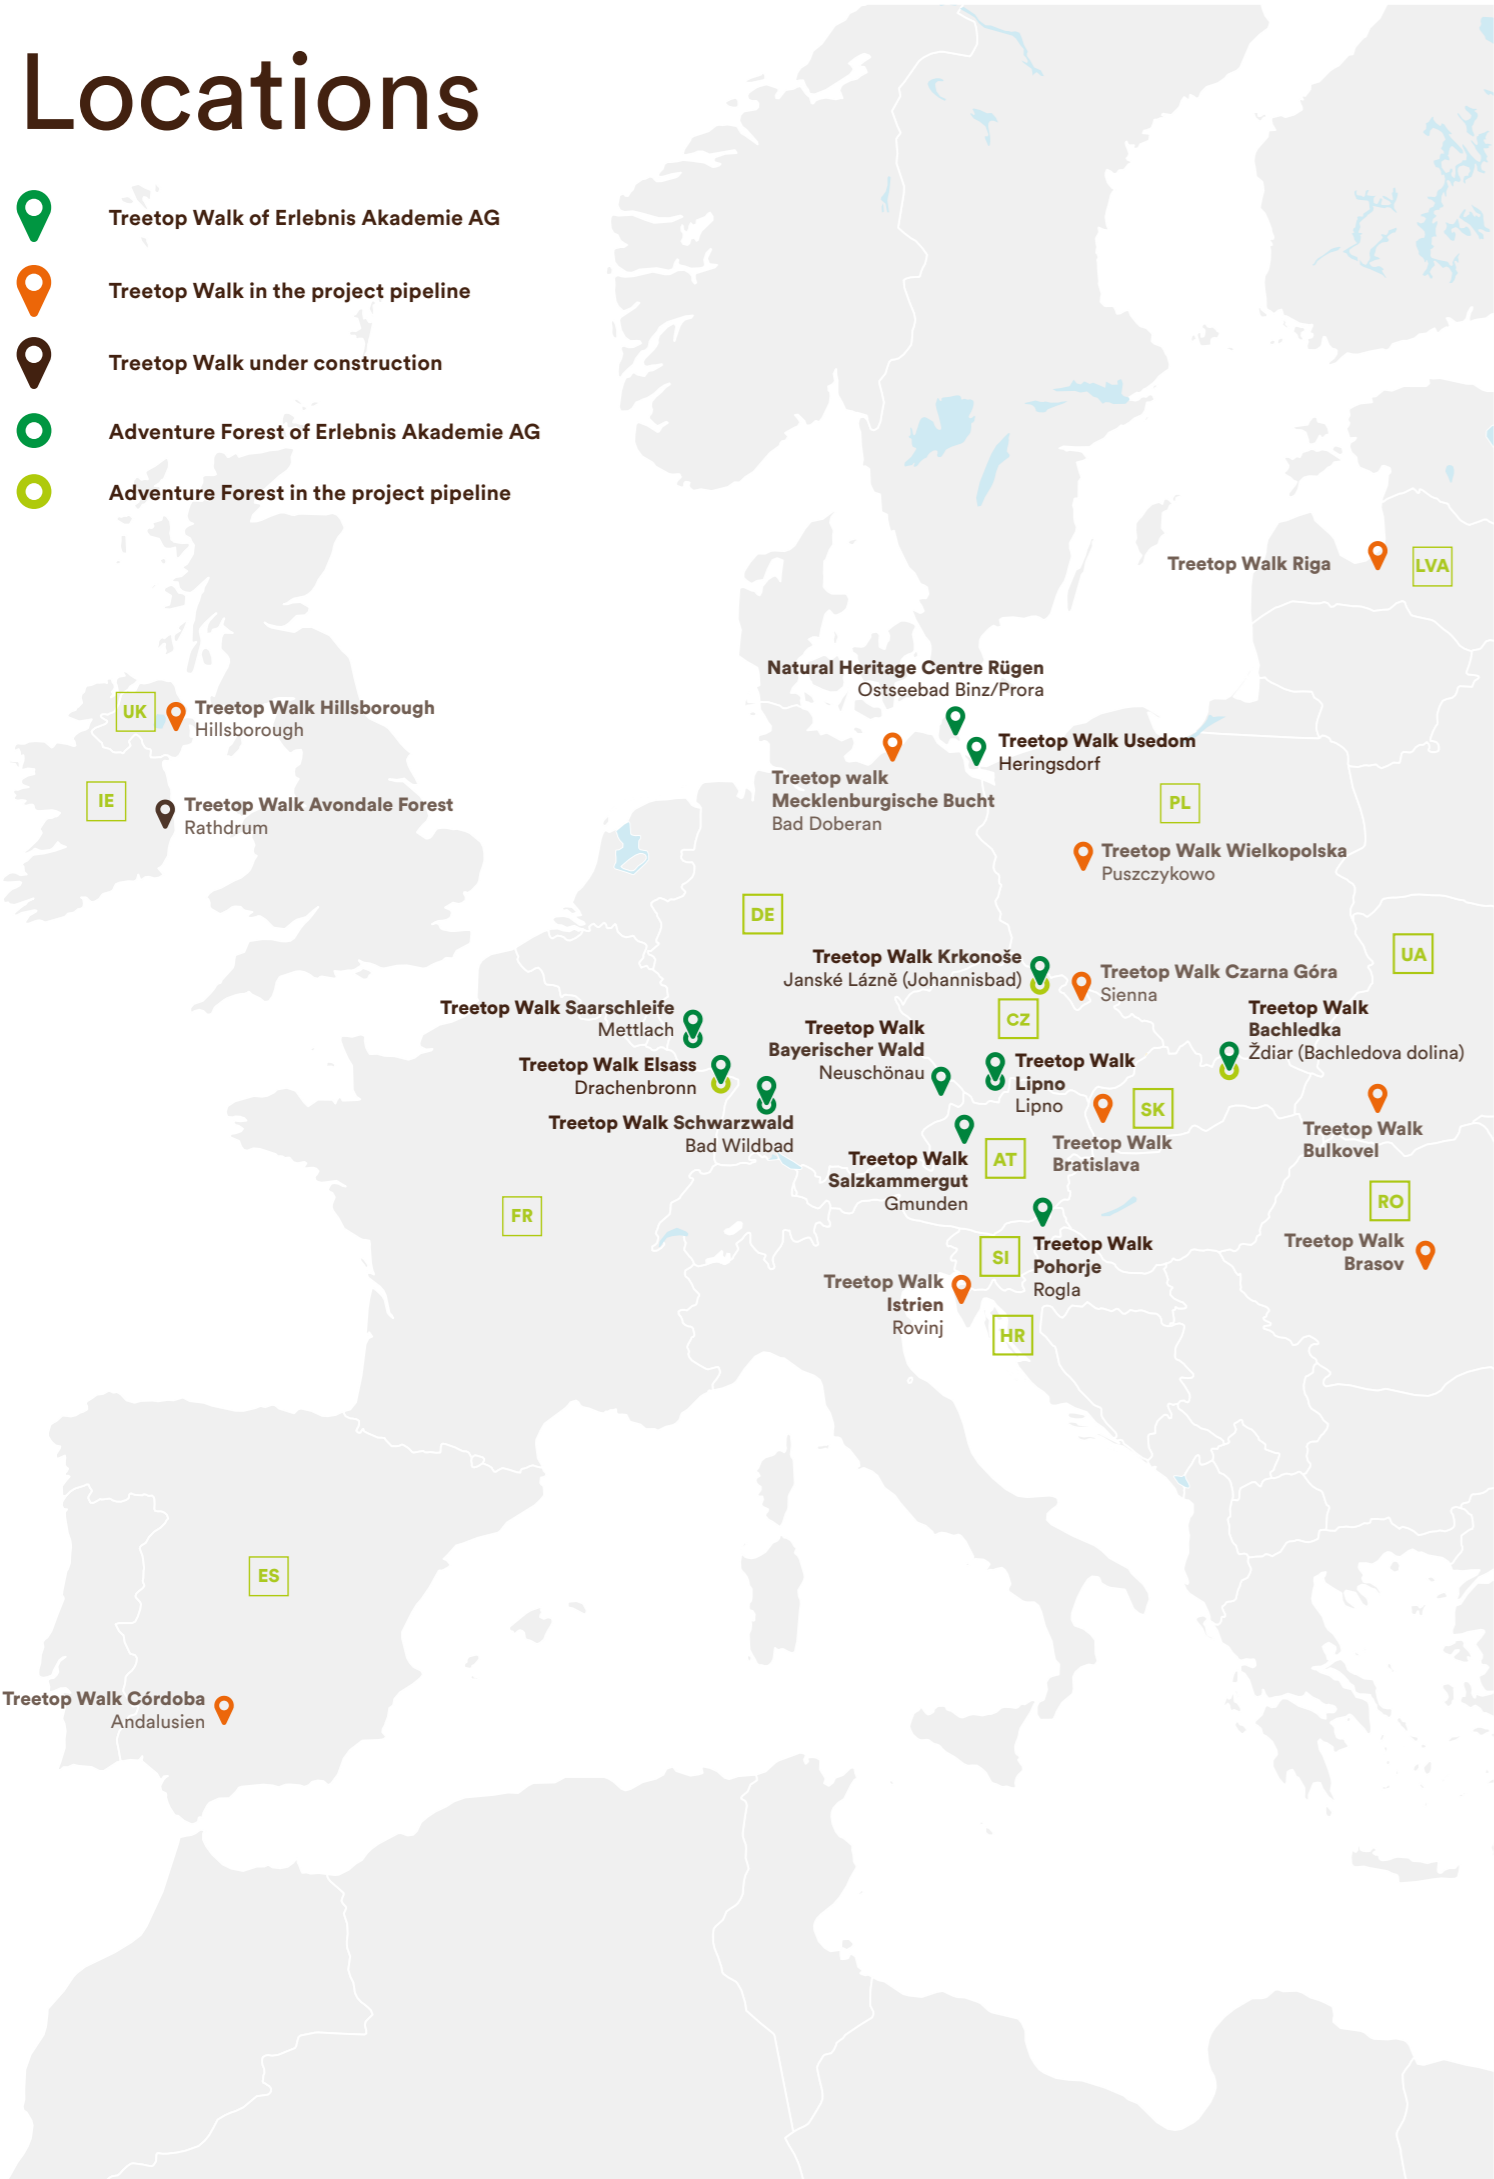 Locations
Treetop Walk of Erlebnis Akademie AG
Treetop Walk in the project pipeline
Treetop Walk under construction
Adventure Forest of Erlebnis Akademie AG
Adventure Forest in the project pipeline
Treetop Walk Riga
LVA
Natural Heritage Centre Rügen
Ostseebad Binz/Prora
UK
Treetop Walk Hillsborough
Hillsborough
Treetop Walk Usedom
Heringsdorf
Treetop walk
Mecklenburgische Bucht
Bad Doberan
IE
Treetop Walk Avondale Forest
Rathdrum
PL
Treetop Walk Wielkopolska
Puszczykowo
DE
UA
Treetop Walk Krkonoše
Janské Lázně (Johannisbad)
Treetop Walk Czarna Góra
Sienna
CZ
Treetop Walk Saarschleife
Mettlach
Treetop Walk
Bayerischer Wald
Neuschönau
Treetop Walk
Bachledka
Ždiar (Bachledova dolina)
Treetop Walk Elsass
Drachenbronn
Treetop Walk
Lipno
Lipno
Treetop Walk Schwarzwald
Bad Wildbad
SK
Treetop Walk
Bratislava
Treetop Walk
Bulkovel
Treetop Walk
Salzkammergut
Gmunden
AT
FR
RO
Treetop Walk
Brasov
SI
Treetop Walk
Pohorje
Rogla
Treetop Walk
Istrien
Rovinj
HR
ES
Treetop Walk Córdoba
Andalusien